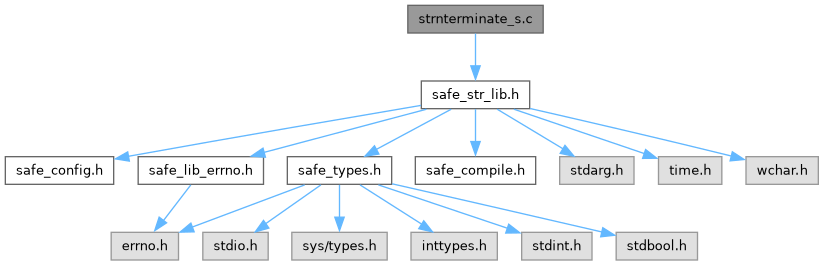 strnterminate_s.c
safe_str_lib.h
safe_config.h
safe_lib_errno.h
safe_types.h
safe_compile.h
stdarg.h
time.h
wchar.h
errno.h
stdio.h
sys/types.h
inttypes.h
stdint.h
stdbool.h